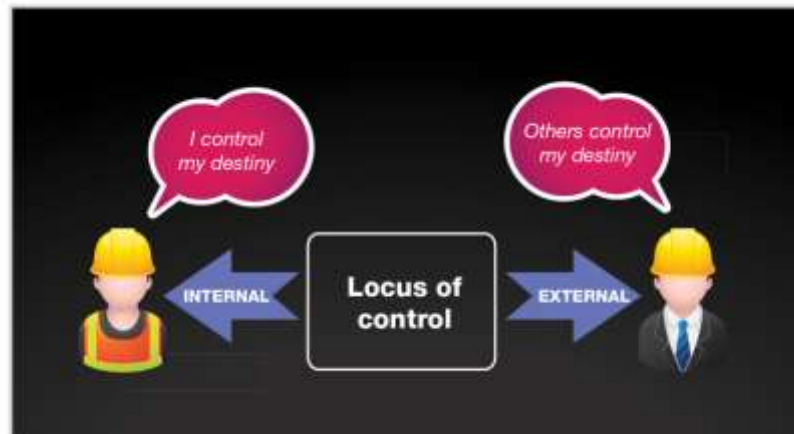 I control
my destiny
Others control
my destiny
INTERNAL
Locus of
control
EXTERNAL